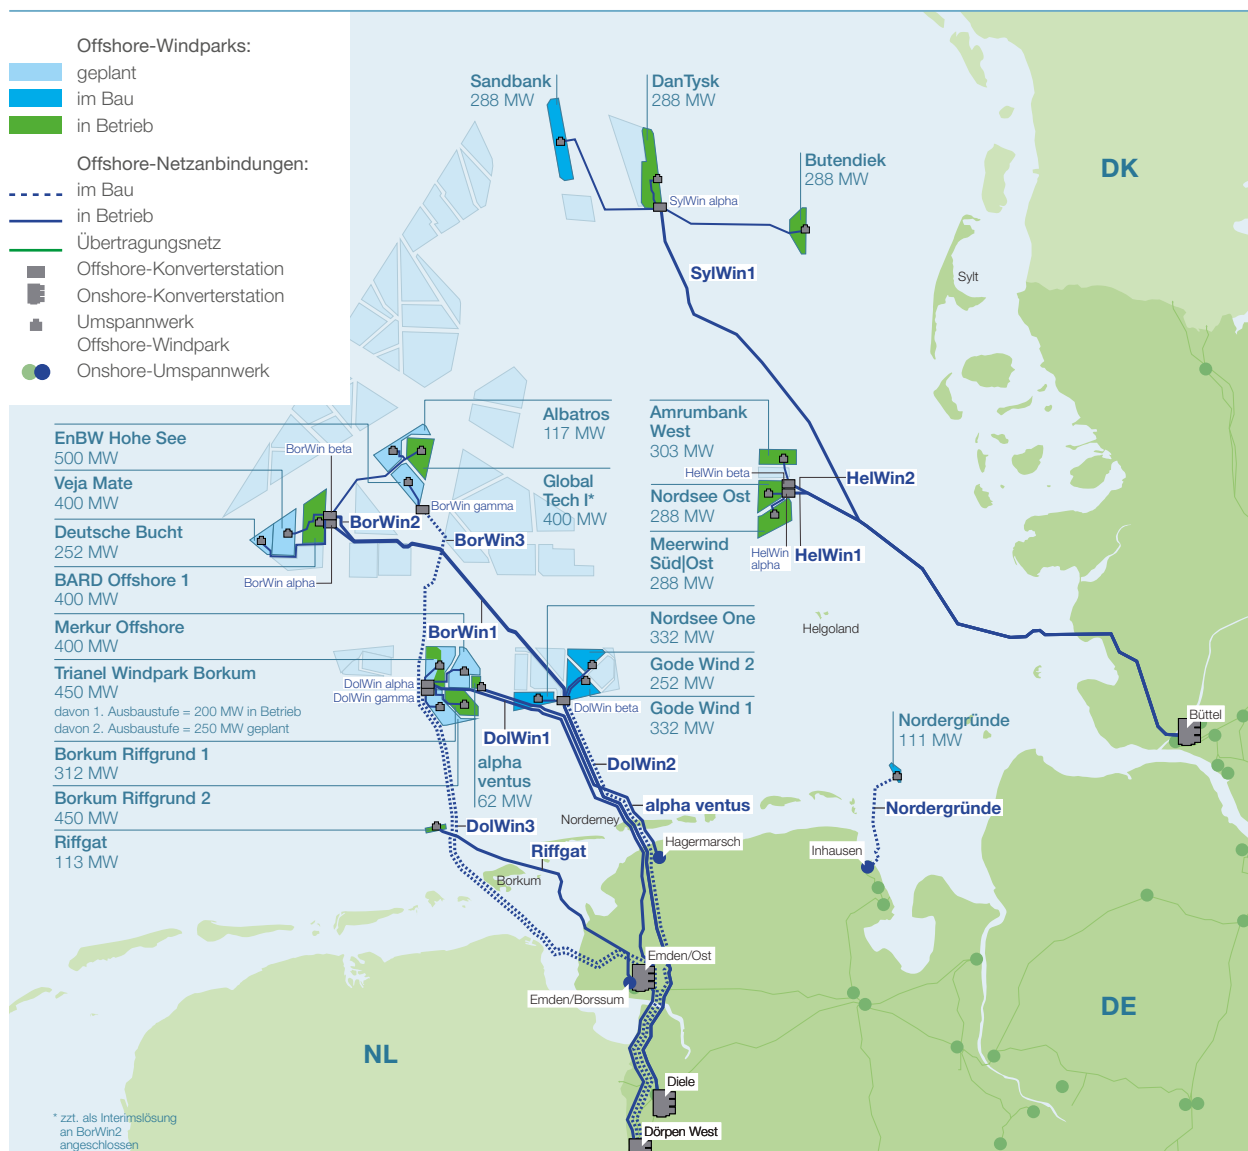 Offshore-Windparks:
geplant
im Bau
in Betrieb
Offshore-Netzanbindungen:
im Bau
in Betrieb
Übertragungsnetz
Offshore-Konverterstation
Onshore-Konverterstation
Umspannwerk
Offshore-Windpark
Onshore-Umspannwerk
Sandbank
288 MW
DanTysk
288 MW
Butendiek
288 MW
DK
SylWin alpha
SylWin1
Sylt
EnBW Hohe See
500 MW
Veja Mate
400 MW
Deutsche Bucht
252 MW
BARD Offshore 1
400 MW
Merkur Offshore
400 MW
Trianel Windpark Borkum
450 MW
davon 1. Ausbaustufe = 200 MW in Betrieb
davon 2. Ausbaustufe = 250 MW geplant
Borkum Riffgrund 1
312 MW
Borkum Riffgrund 2
450 MW
Riffgat
113 MW
BorWin beta
BorWin alpha
BorWin2
BorWin gamma
BorWin3
BorWin1
Albatros
117 MW
Global
Tech I*
400 MW
Amrumbank
West
303 MW
HelWin beta
Nordsee Ost
288 MW
Meerwind
Süd|Ost
288 MW
HelWin
alpha
HelWin2
HelWin1
Helgoland
Nordsee One
332 MW
Gode Wind 2
252 MW
Gode Wind 1
332 MW
DolWin alpha
DolWin gamma
DolWin beta
DolWin1
DolWin2
alpha
ventus
62 MW
alpha ventus
DolWin3
Riffgat
Norderney
Hagermarsch
Borkum
Nordergründe
111 MW
Nordergründe
Inhausen
Büttel
Emden/Ost
Emden/Borssum
NL
DE
Diele
Dörpen West
* zzt. als Interimslösung
an BorWin2
angeschlossen